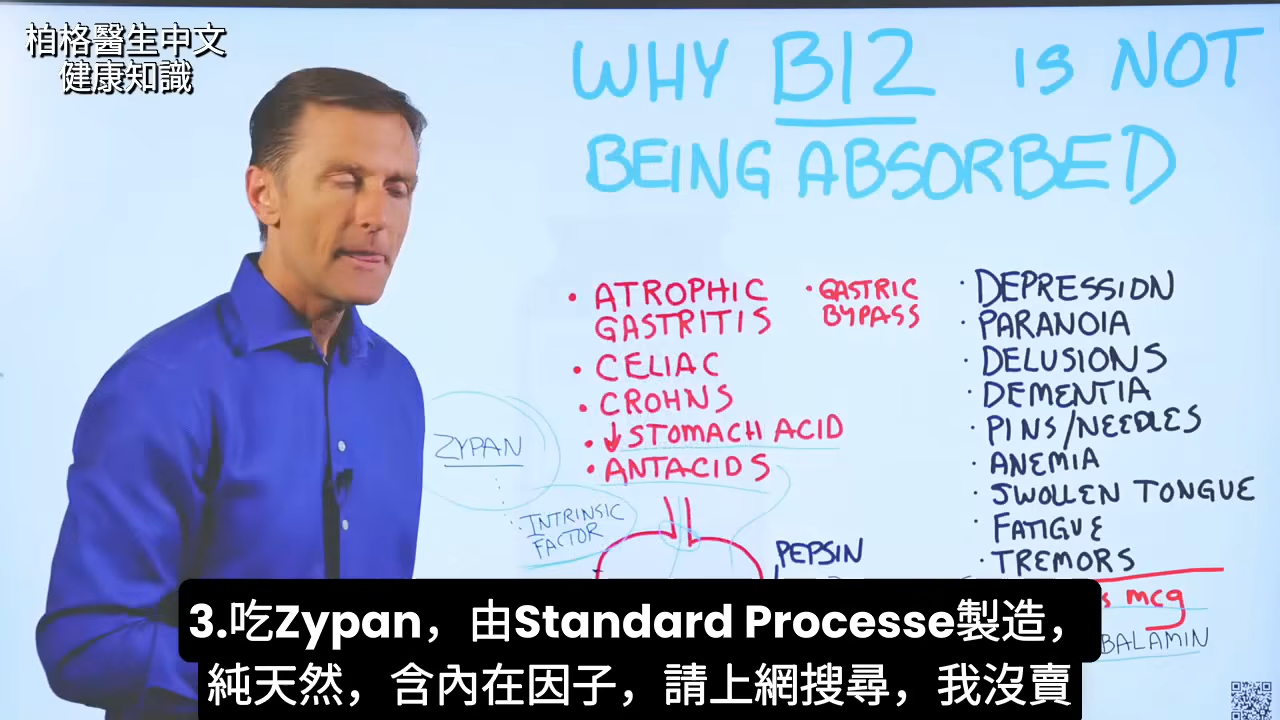 柏格醫生中文
健康知識
WHY B12 IS NOT
BEING ABSORBED
• ATROPHIC
GASTRITIS
• CELIAC
• CROHNS
• ↓ STOMACH ACID
• ANTACIDS
• GASTRIC
BYPASS
· DEPRESSION
· PARANOIA
· DELUSIONS
· DEMENTIA
· PINS/NEEDLES
· ANEMIA
· SWOLLEN TONGUE
· FATIGUE
· TREMORS
ZYPAN
INTRINSIC
FACTOR
PEPSIN
mcg
BALAMIN
3.吃Zypan，由Standard Processe製造，
純天然，含內在因子，請上網搜尋，我沒賣